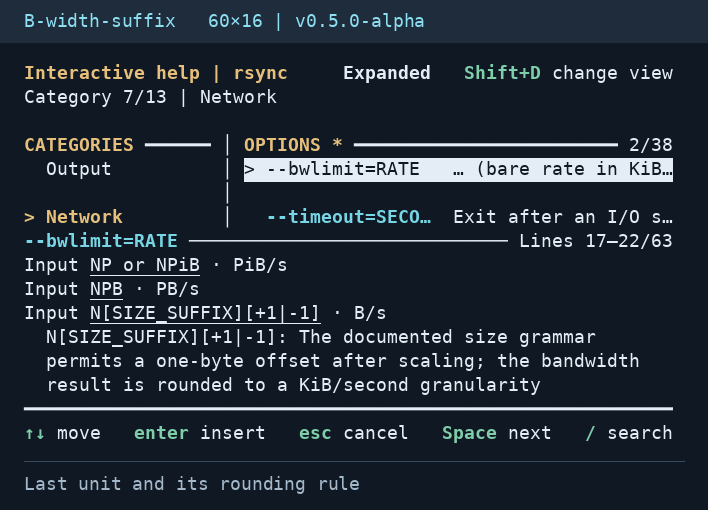 B-width-suffix   60×16 | v0.5.0-alpha
Interactive help | rsync     Expanded   Shift+D change view
Category 7/13 | Network
CATEGORIES ━━━━━━ │ OPTIONS * ━━━━━━━━━━━━━━━━━━━━━━━━ 2/38
  Output          │ > --bwlimit=RATE   … (bare rate in KiB…
> Network         │   --timeout=SECO…  Exit after an I/O s…
--bwlimit=RATE ───────────────────────────── Lines 17–22/63
Input NP or NPiB · PiB/s
Input NPB · PB/s
Input N[SIZE_SUFFIX][+1|-1] · B/s
  N[SIZE_SUFFIX][+1|-1]: The documented size grammar
  permits a one-byte offset after scaling; the bandwidth
  result is rounded to a KiB/second granularity
↑↓ move   enter insert   esc cancel   Space next   / search
Last unit and its rounding rule